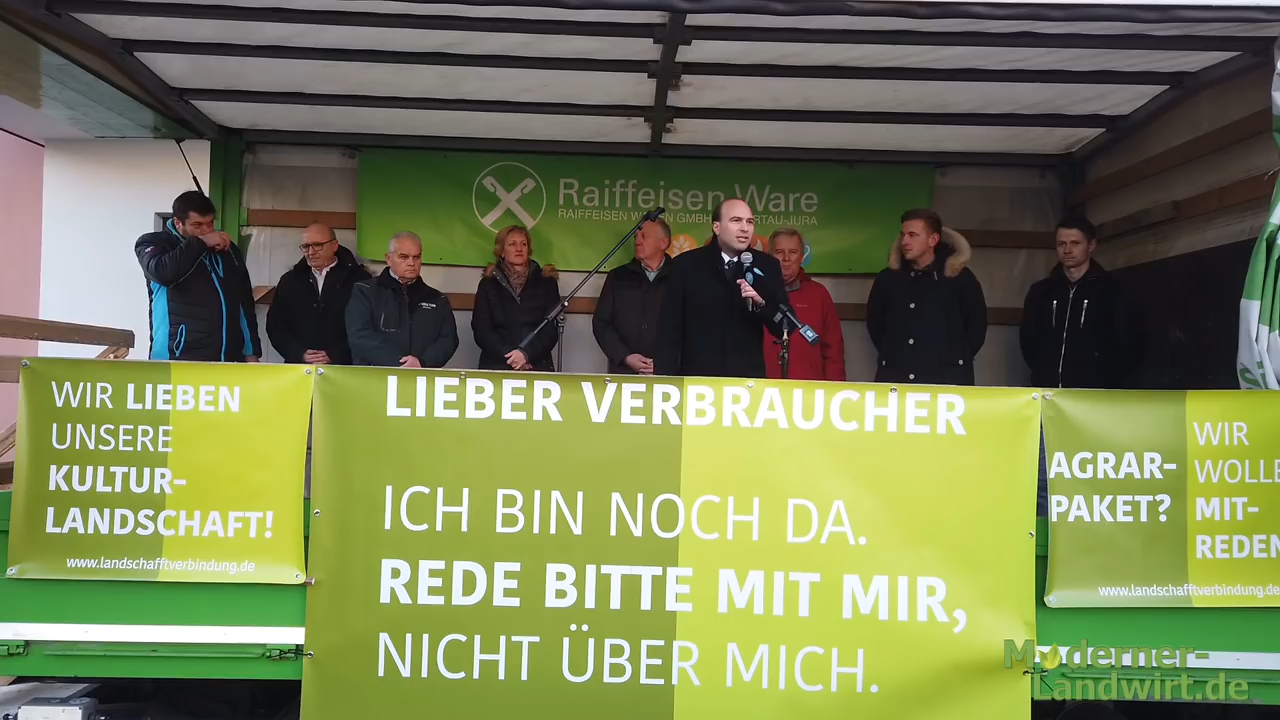 Raiffeisen Ware
RAIFFEISEN GMBH JURA
WIR LIEBEN
UNSERE
KULTUR-
LANDSCHAFT!
www.landschafftverbindung.de
LIEBER VERBRAUCHER
ICH BIN NOCH DA.
REDE BITTE MIT MIR,
NICHT ÜBER MICH.
AGRAR-
PAKET?
WIR
WOLLE
MIT-
REDEN
www.landschafftverbindung.de
Moderner-
Landwirt.de